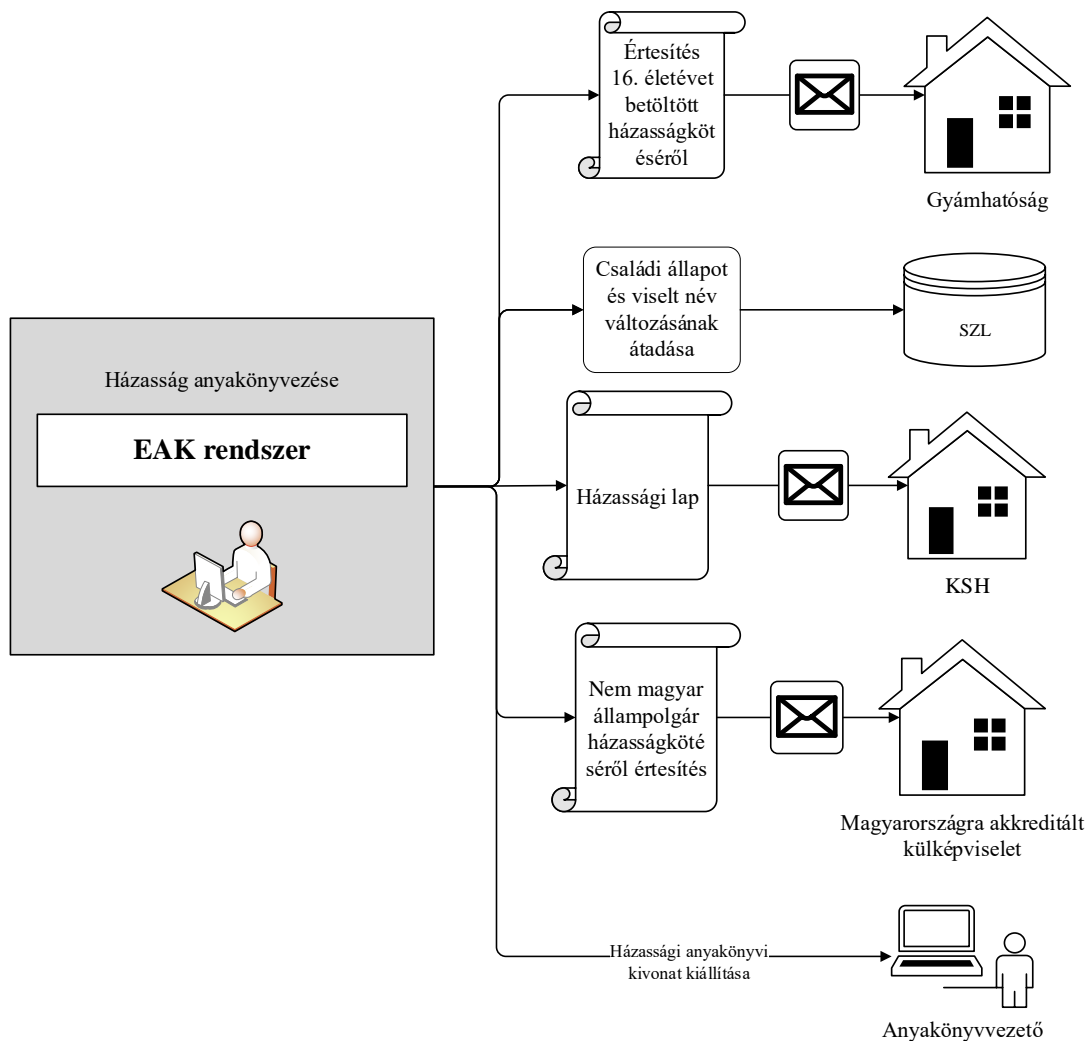 Értesítés
16. életévet
betöltött
házasságköt
éséről
Gyámhatóság
Családi állapot
és viselt név
változásának
átadása
SZL
Házasság anyakönyvezése
EAK rendszer
Házassági lap
KSH
Nem magyar
állampolgár
házasságköté
séről értesítés
Magyarországra akkreditált
külképviselet
Házassági anyakönyvi
kivonat kiállítása
Anyakönyvvezető